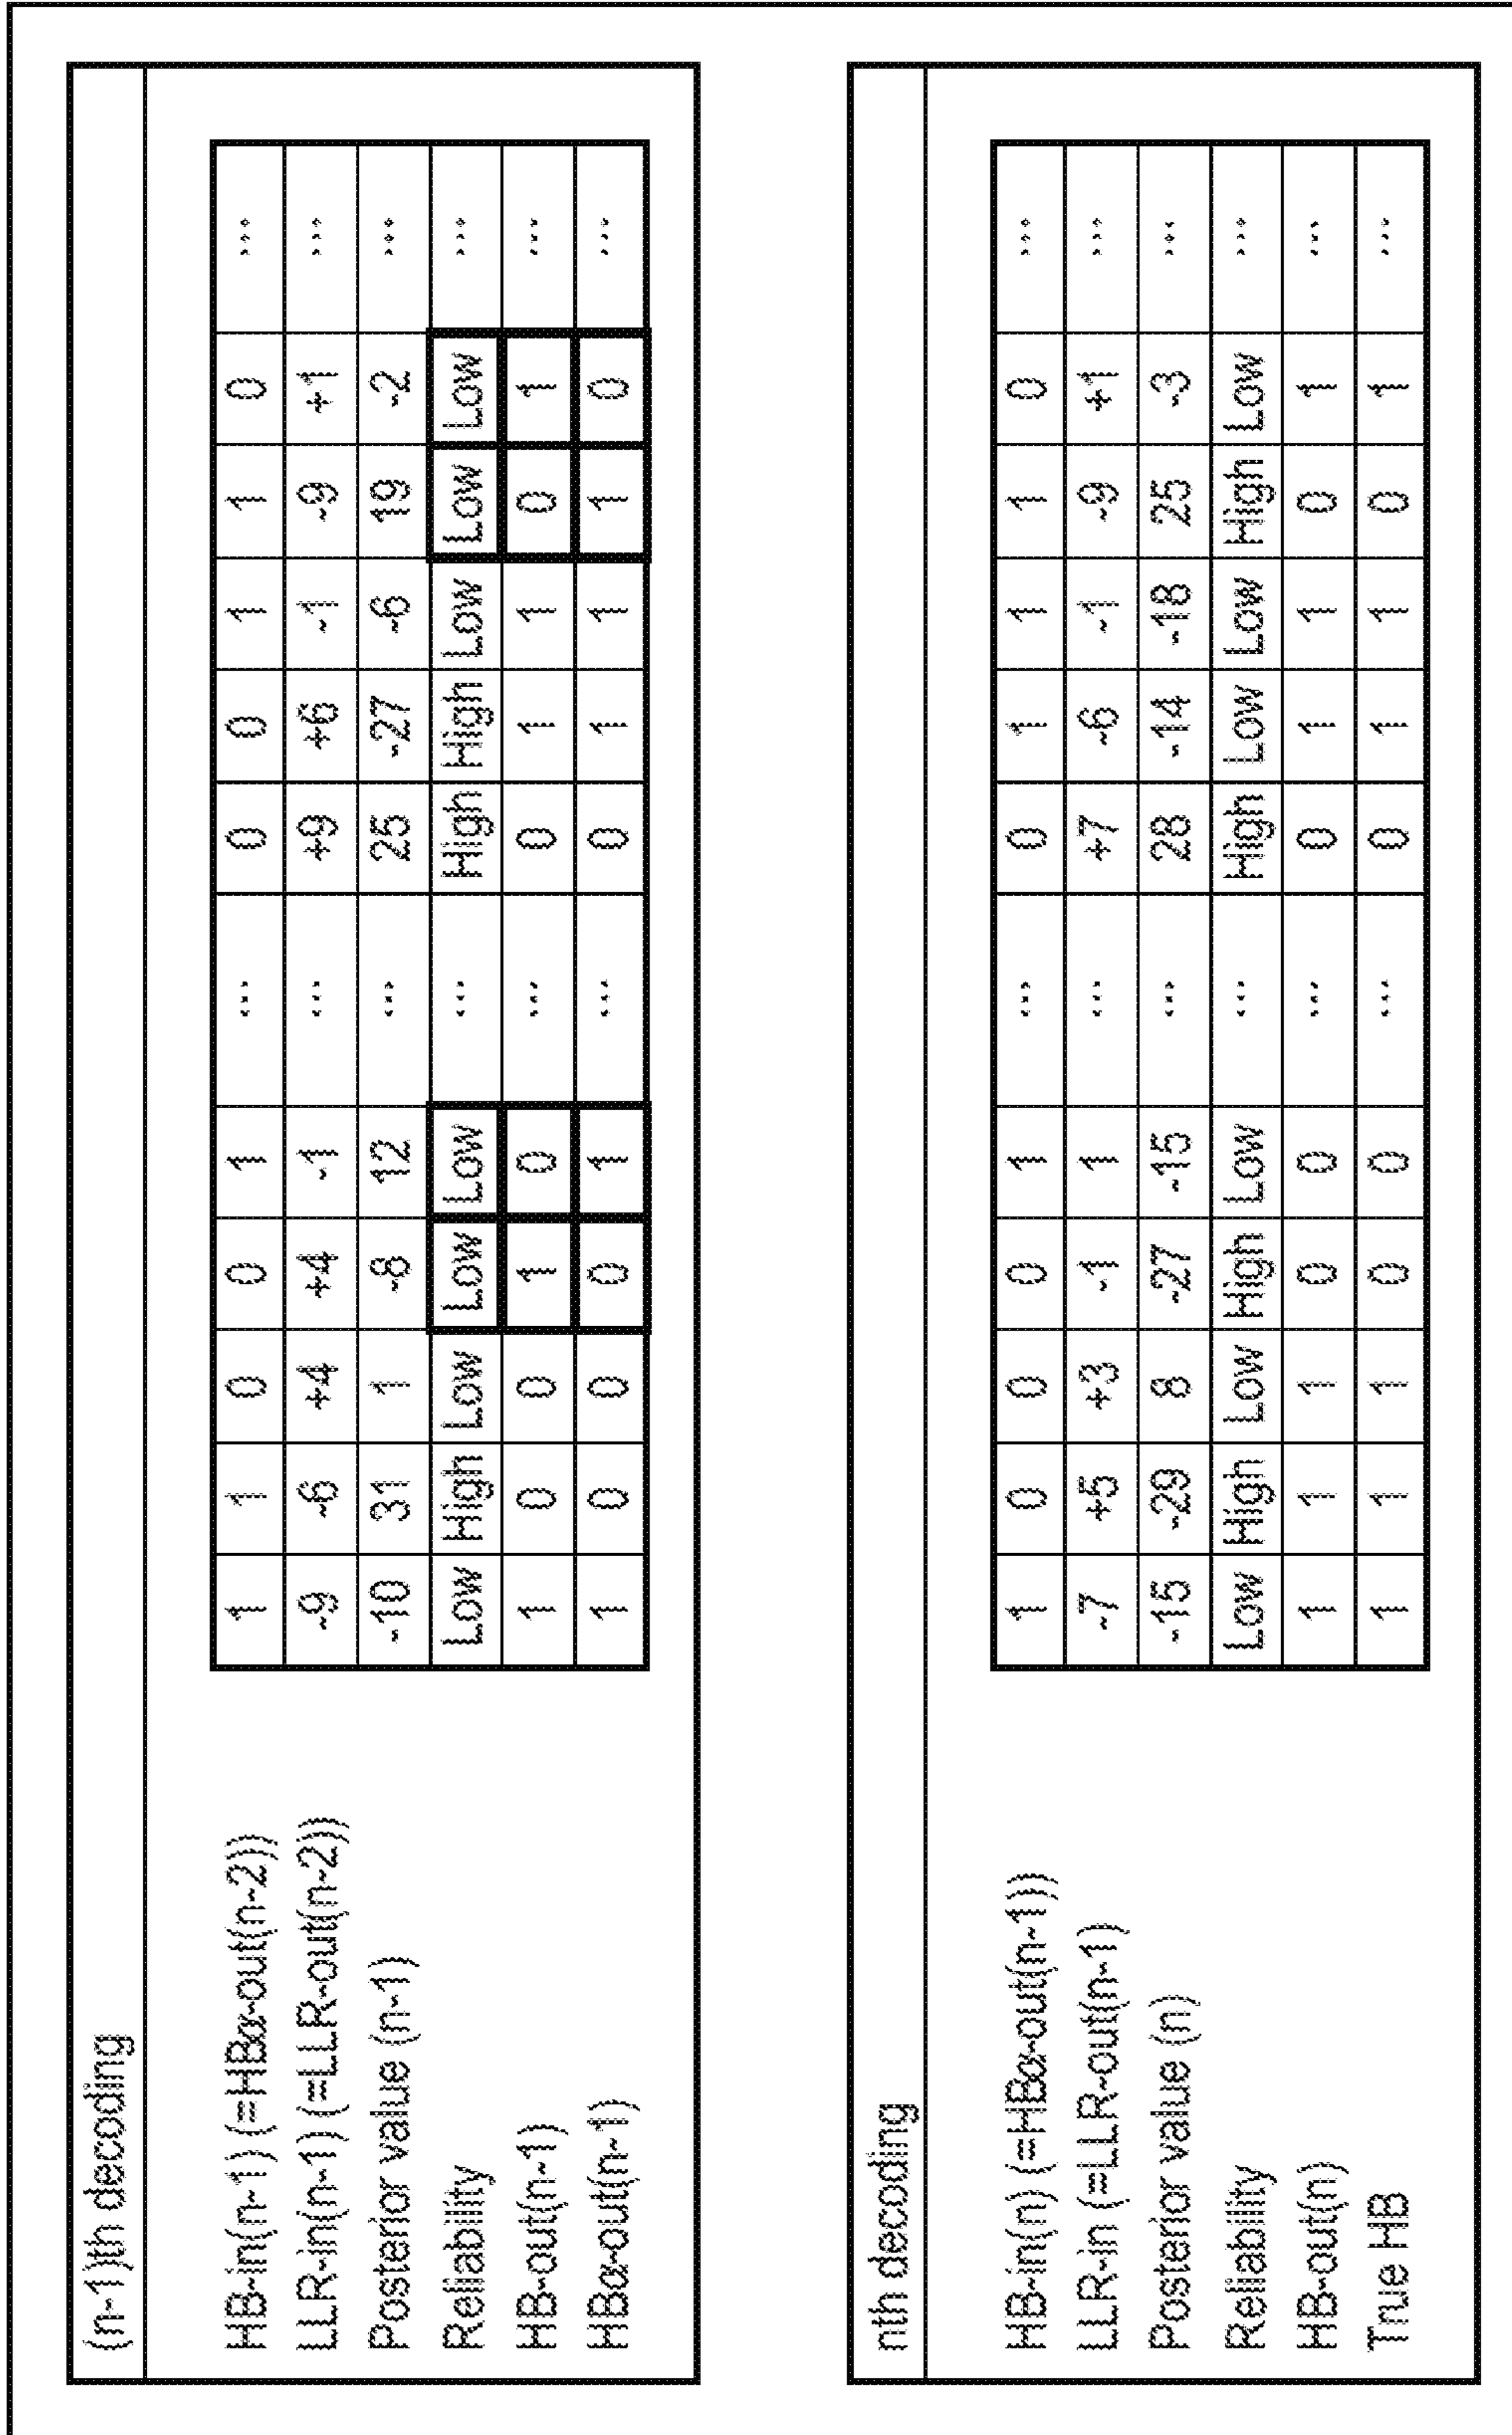 (n-1)th decoding
HB-in(n-1) (=HBα-out(n-2)) 1 1 0 0 1 ... 0 0 1 1 0 ...
LLR-in(n-1) (=LLR-out(n-2)) -9 -6 +4 +4 -1 ... +9 +6 -1 -9 +1 ...
Posterior value (n-1) -10 31 1 -8 12 ... 25 -27 -6 19 -2 ...
Reliability Low High Low Low Low ... High High Low Low Low ...
HB-out(n-1) 1 0 0 1 0 ... 0 1 1 0 1 ...
HBα-out(n-1) 1 0 0 0 1 ... 0 1 1 1 0 ...
nth decoding
HB-in(n) (=HBα-out(n-1)) 1 0 0 0 1 ... 0 1 1 1 0 ...
LLR-in (=LLR-out(n-1) -7 +5 +3 -1 1 ... +7 -6 -1 -9 +1 ...
Posterior value (n) -15 -29 8 -27 -15 ... 28 -14 -18 25 -3 ...
Reliability Low High Low High Low ... High Low Low High Low ...
HB-out(n) 1 1 1 0 0 ... 0 1 1 0 1 ...
True HB 1 1 1 0 0 ... 0 1 1 0 1 ...